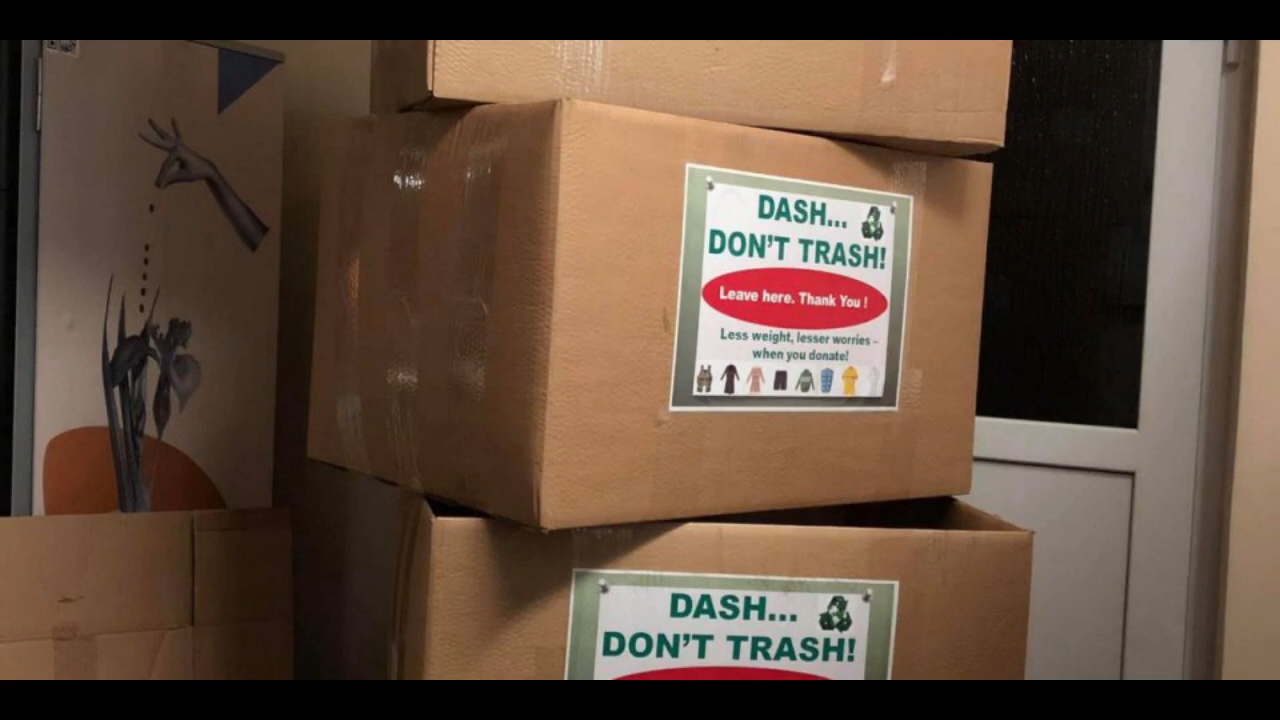 DASH...
DON'T TRASH!
Leave here. Thank You !
Less weight, lesser worries –
when you donate!
DASH...
DON'T TRASH!